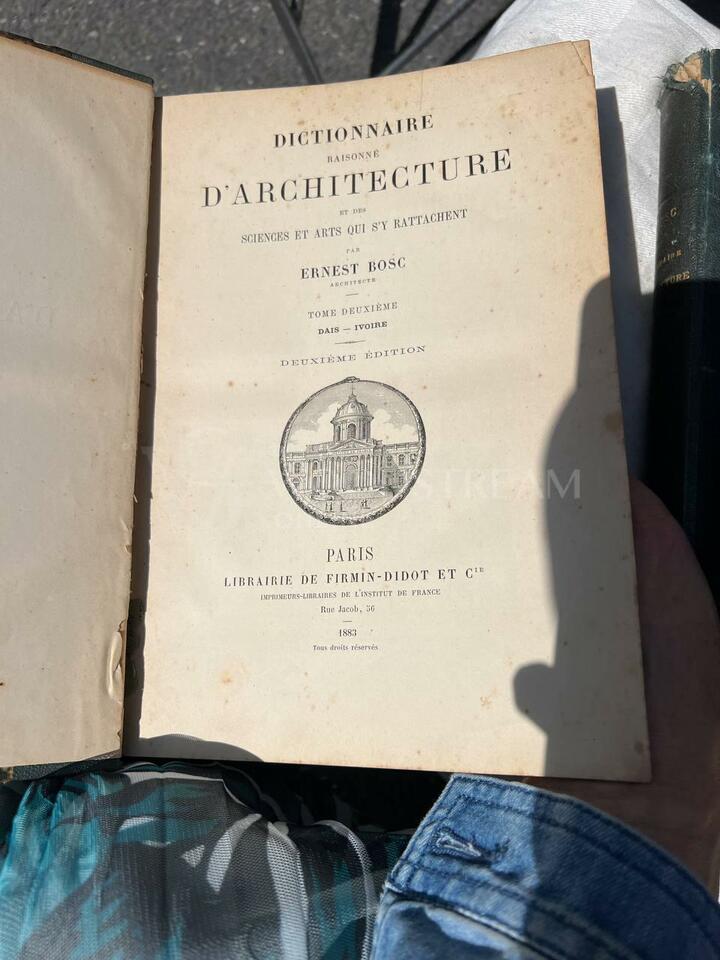 DICTIONNAIRE
RAISONNÉ
D'ARCHITECTURE
ET DES
SCIENCES ET ARTS QUI S'Y RATTACHENT
PAR
ERNEST BOSC
ARCHITECTE
TOME DEUXIÈME
DAIS — IVOIRE
DEUXIÈME ÉDITION
STREAM
PARIS
LIBRAIRIE DE FIRMIN-DIDOT ET CIE
IMPRIMEURS-LIBRAIRES DE L'INSTITUT DE FRANCE
Rue Jacob, 56
1883
Tous droits réservés